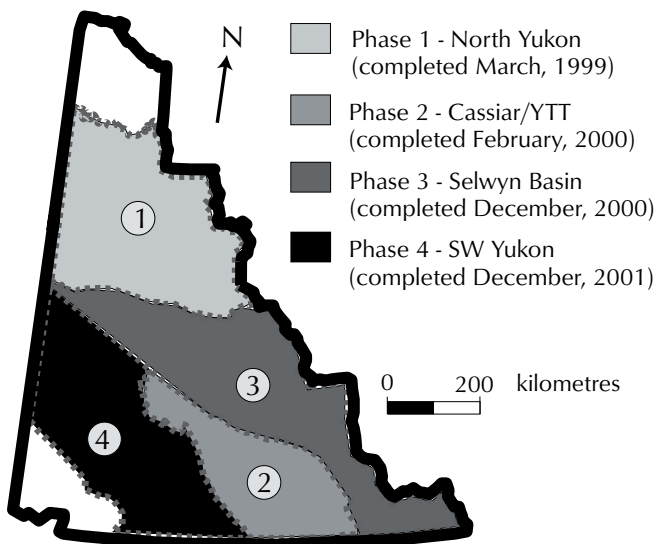 N
Phase 1 - North Yukon
(completed March, 1999)
Phase 2 - Cassiar/YTT
(completed February, 2000)
Phase 3 - Selwyn Basin
(completed December, 2000)
Phase 4 - SW Yukon
(completed December, 2001)
1
0 200 kilometres
3
4
2